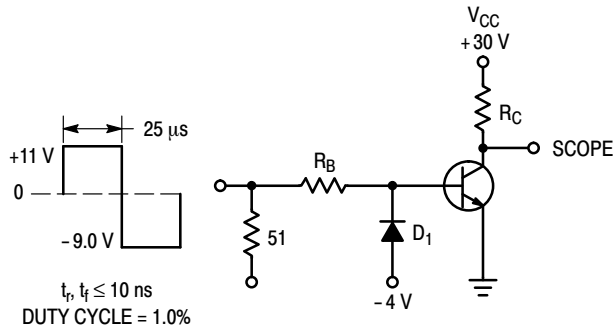 V_CC
+30 V
25 μs
R_C
+11 V
SCOPE
R_B
0
51
D_1
−9.0 V
−4 V
t_r, t_f ≤ 10 ns
DUTY CYCLE = 1.0%